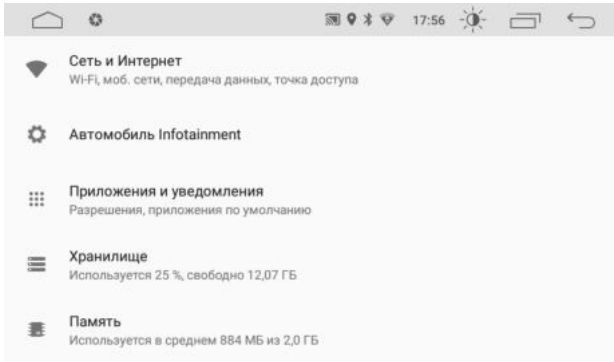 17:56
Сеть и Интернет
Wi-Fi, моб. сети, передача данных, точка доступа
Автомобиль Infotainment
Приложения и уведомления
Разрешения, приложения по умолчанию
Хранилище
Используется 25 %, свободно 12,07 ГБ
Память
Используется в среднем 884 МБ из 2,0 ГБ